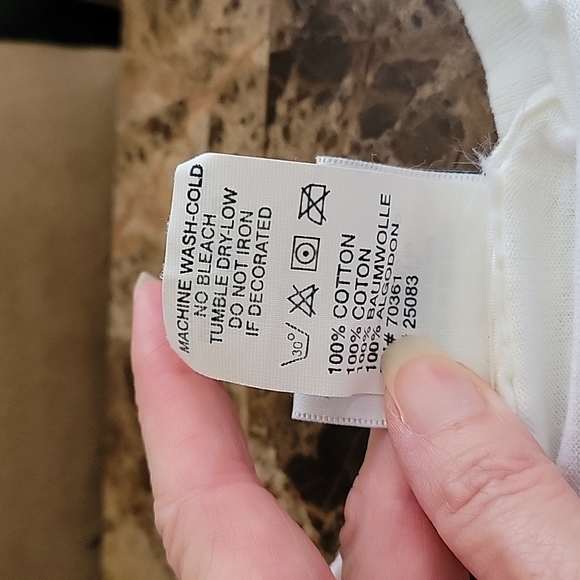 MACHINE WASH-COLD
NO BLEACH
TUMBLE DRY-LOW
DO NOT IRON
IF DECORATED
30°
100% COTTON
100% COTON
100% BAUMWOLLE
100% ALGODON
# 70361
25083